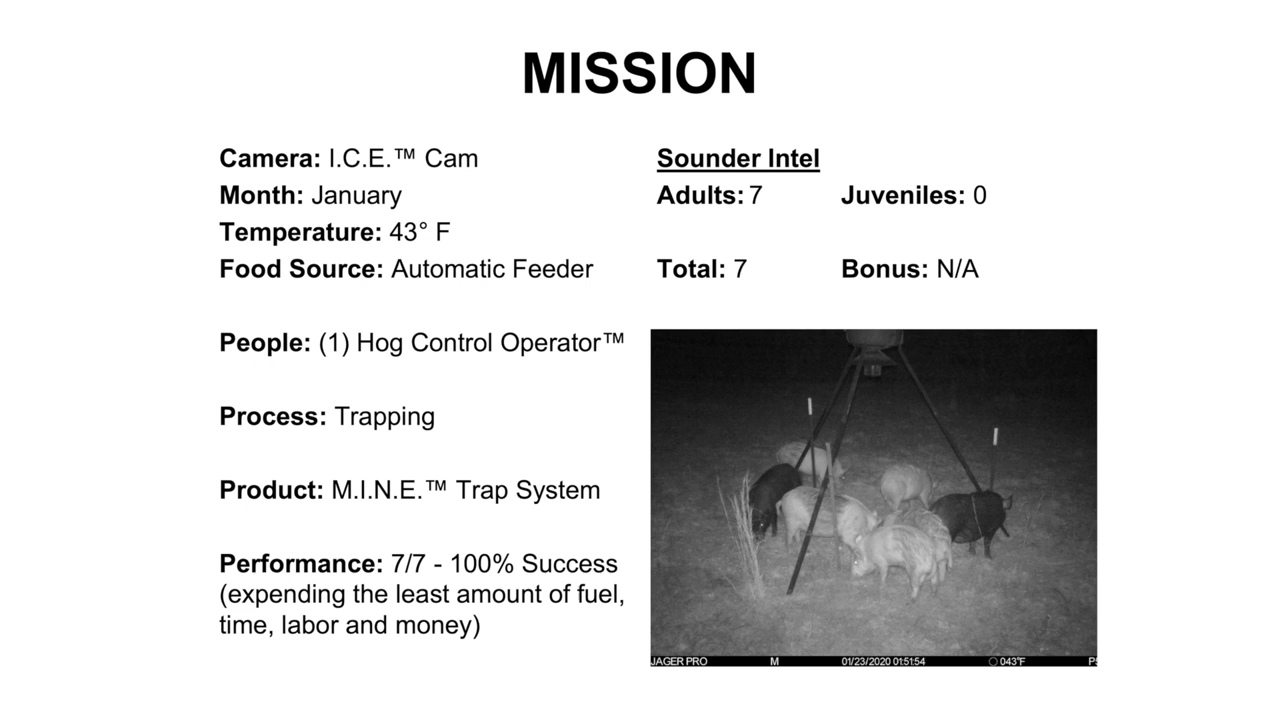 MISSION
Camera: I.C.E.™ Cam
Month: January
Temperature: 43° F
Food Source: Automatic Feeder
People: (1) Hog Control Operator™
Process: Trapping
Product: M.I.N.E.™ Trap System
Performance: 7/7 - 100% Success
(expending the least amount of fuel,
time, labor and money)
Sounder Intel
Adults: 7 Juveniles: 0
Total: 7 Bonus: N/A
JAGER PRO M 01/23/2020 01:51:54 043°F